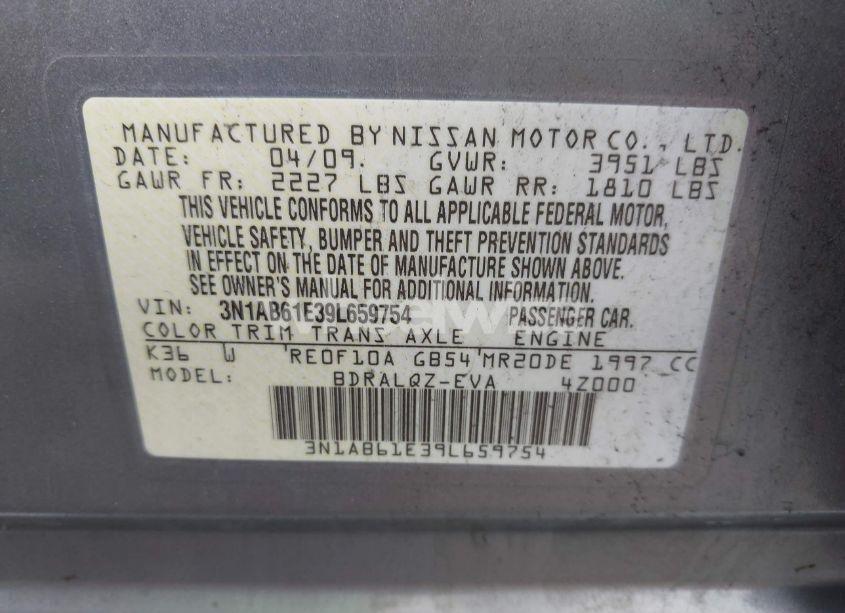 MANUFACTURED BY NISSAN MOTOR CO., LTD.
DATE: 04/09. GVWR: 3951 LBS
GAWR FR: 2227 LBS GAWR RR: 1810 LBS
THIS VEHICLE CONFORMS TO ALL APPLICABLE FEDERAL MOTOR,
VEHICLE SAFETY, BUMPER AND THEFT PREVENTION STANDARDS
IN EFFECT ON THE DATE OF MANUFACTURE SHOWN ABOVE.
SEE OWNER'S MANUAL FOR ADDITIONAL INFORMATION.
VIN: 3N1AB61E39L659754 PASSENGER CAR.
COLOR TRIM TRANS AXLE ENGINE
K36 W RE0F10A GB54 MR20DE 1997 CC
MODEL: BDRALQZ-EVA 4Z000
3N1AB61E39L659754